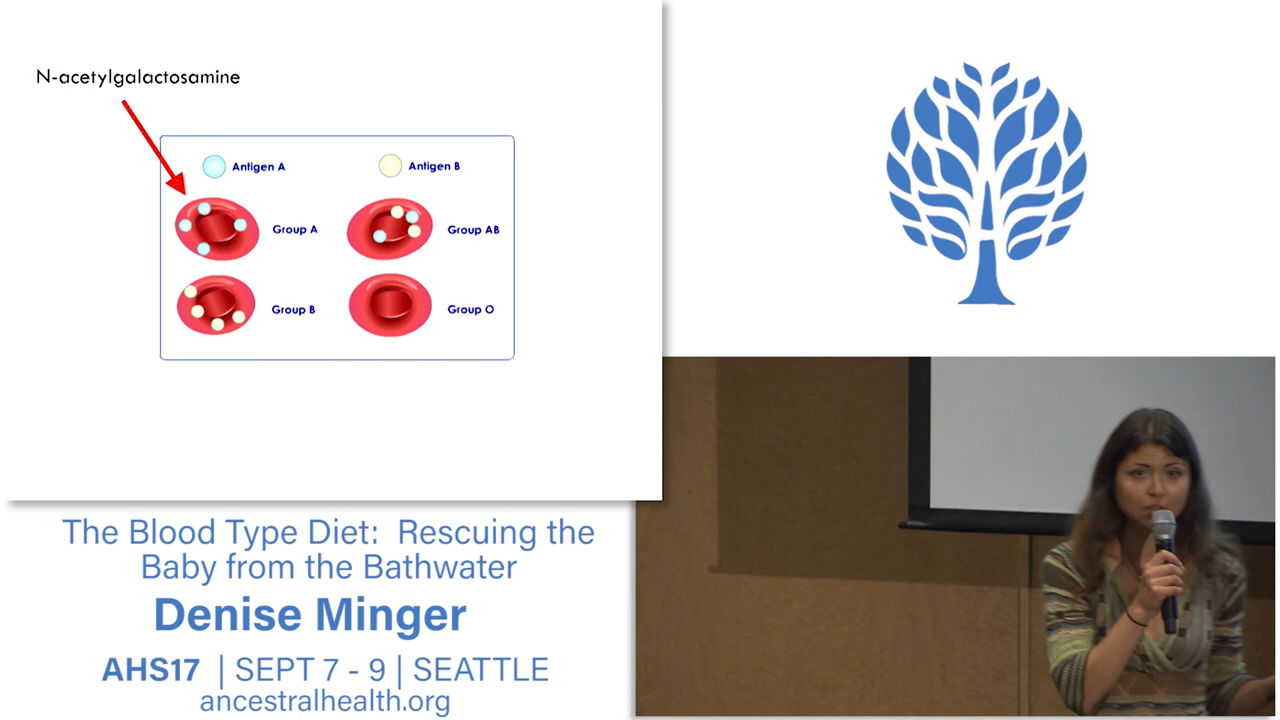 N-acetylgalactosamine
Antigen A
Antigen B
Group A
Group AB
Group B
Group O
The Blood Type Diet: Rescuing the
Baby from the Bathwater
Denise Minger
AHS17 | SEPT 7 - 9 | SEATTLE
ancestralhealth.org